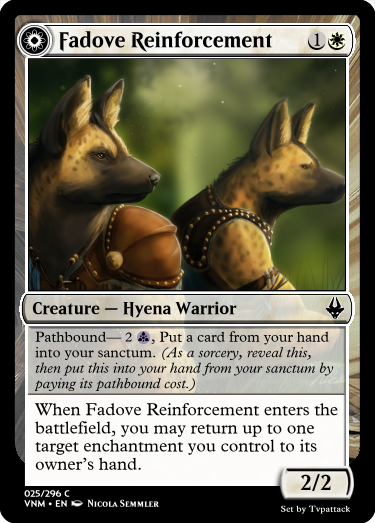 Fadove Reinforcement 1
Creature — Hyena Warrior
Pathbound— 2 , Put a card from your hand
into your sanctum. (As a sorcery, reveal this,
then put this into your hand from your sanctum by
paying its pathbound cost.)
When Fadove Reinforcement enters the
battlefield, you may return up to one
target enchantment you control to its
owner's hand.
2/2
025/296 C
VNM • EN Nicola Semmler
Set by Tvpattack